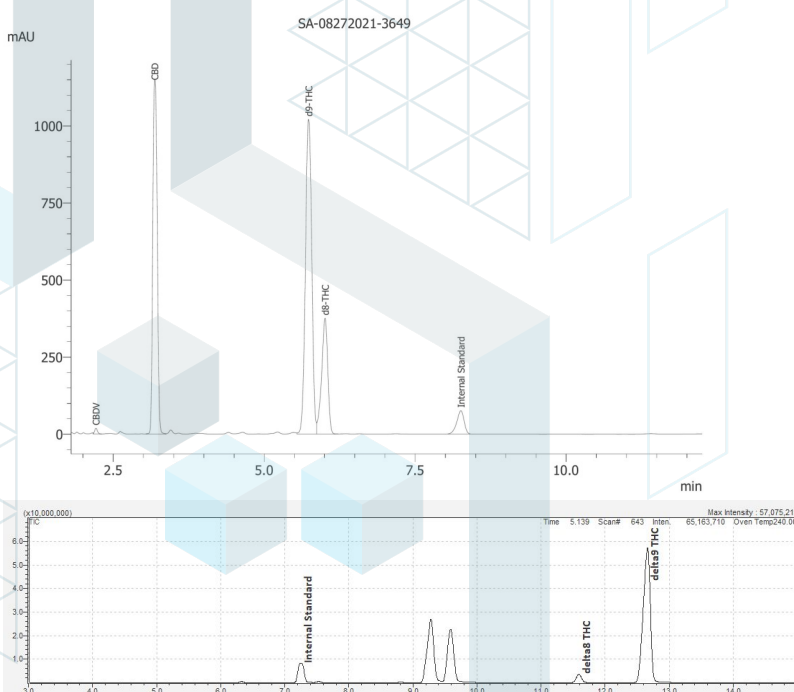 SA-08272021-3649
mAU
CBD
d9-THC
1000
750
500
d8-THC
250
Internal Standard
CBDV
0
2.5 5.0 7.5 10.0
min
(x10,000,000)
Max Intensity : 57,075,21
TIC
Time 5.139 Scan# 643 Inten. 65,163,710 Oven Temp240.0
6.0
5.0
4.0
3.0
2.0
1.0
Internal Standard
delta8 THC
delta9 THC
3.0 4.0 5.0 6.0 7.0 8.0 9.0 10.0 11.0 12.0 13.0 14.0